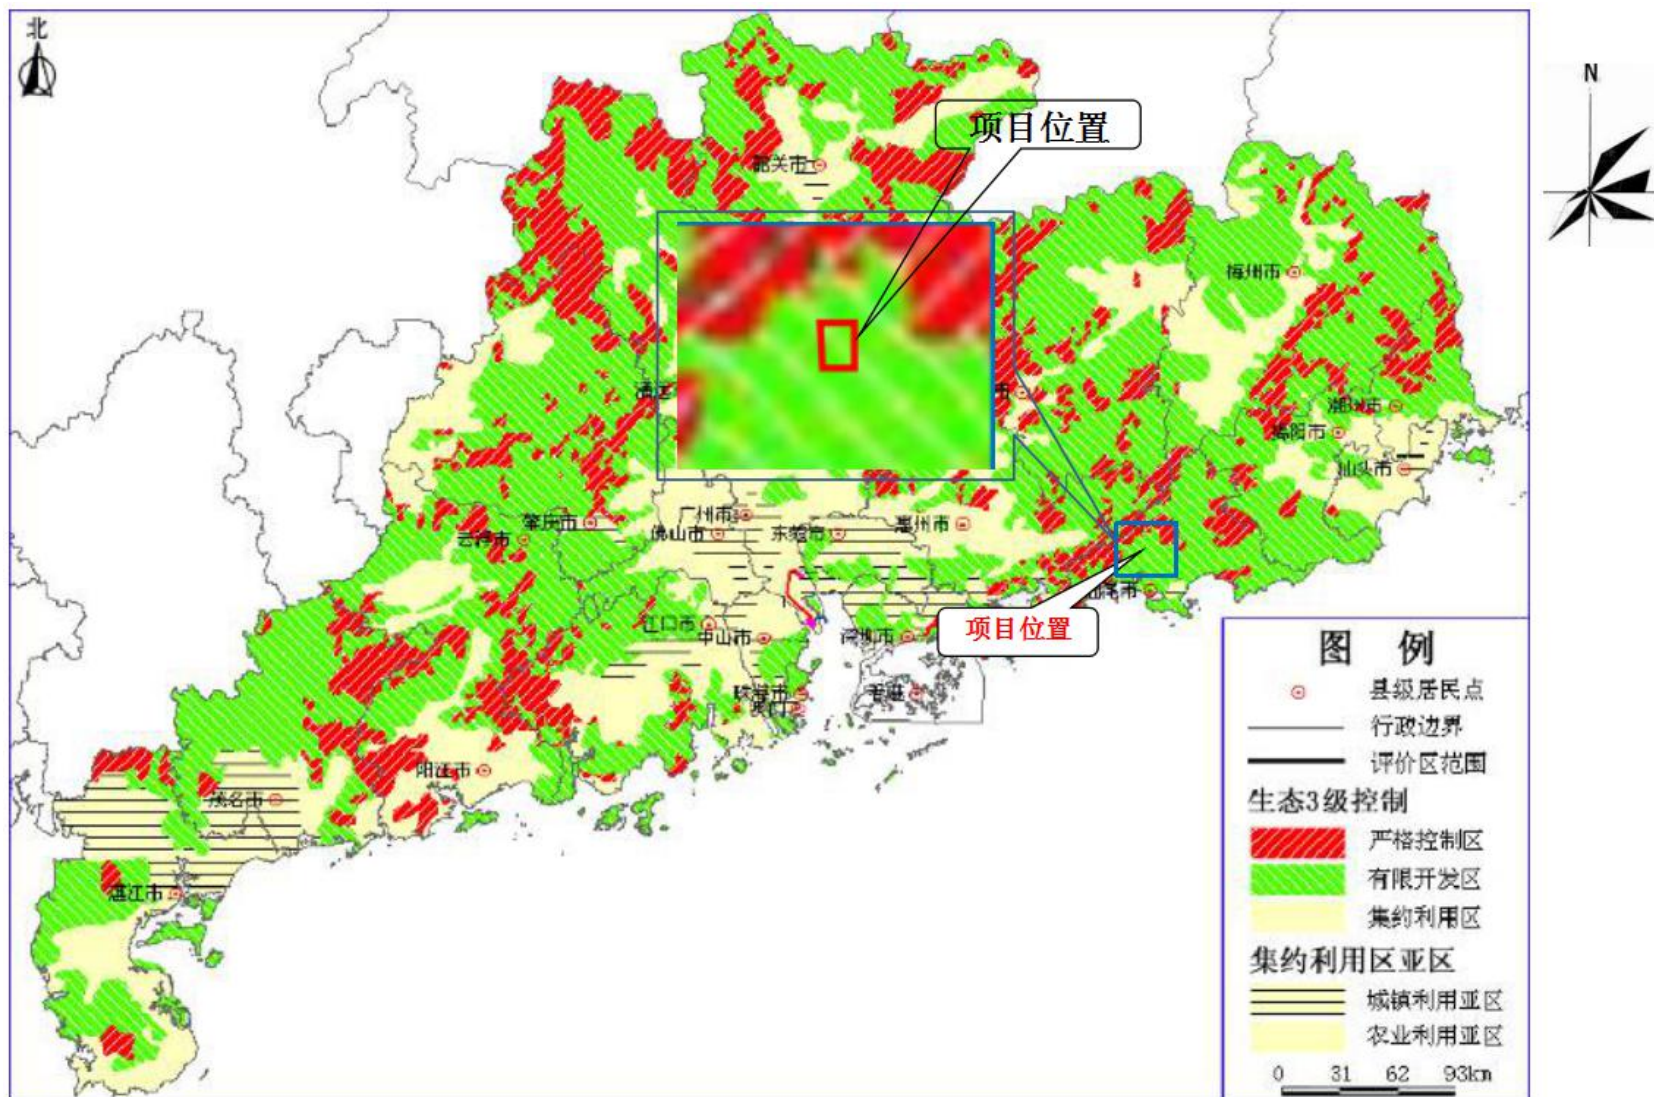 北
N
项目位置
韶关市
梅州市
清远
市
潮州市
揭阳市
汕头市
广州市
肇庆市
佛山市
东莞市
惠州市
云浮市
汕尾市
项目位置
江口市
中山市
深圳市
图 例
县级居民点
珠海市
澳门
香港
行政边界
评价区范围
阳江市
茂名市
生态3级控制
严格控制区
有限开发区
湛江市
集约利用区
集约利用区亚区
城镇利用亚区
农业利用亚区
0 31 62 93km